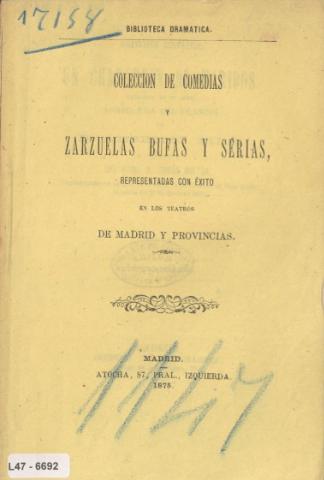 17158
BIBLIOTECA DRAMATICA.
COLECCION DE COMEDIAS
Y
ZARZUELAS BUFAS Y SÉRIAS,
REPRESENTADAS CON ÉXITO
EN LOS TEATROS
DE MADRID Y PROVINCIAS.
MADRID.
ATOCHA, 87, PRAL., IZQUIERDA.
1875.
L47 - 6692